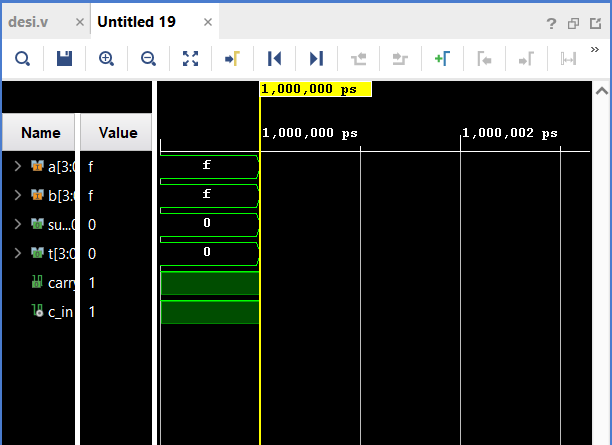 desi.v × Untitled 19 × ?
»
1,000,000 ps
Name Value 1,000,000 ps 1,000,002 ps
a[3:0 f f
b[3:0 f f
su...0 0 0
t[3:0 0 0
carry 1
c_in 1